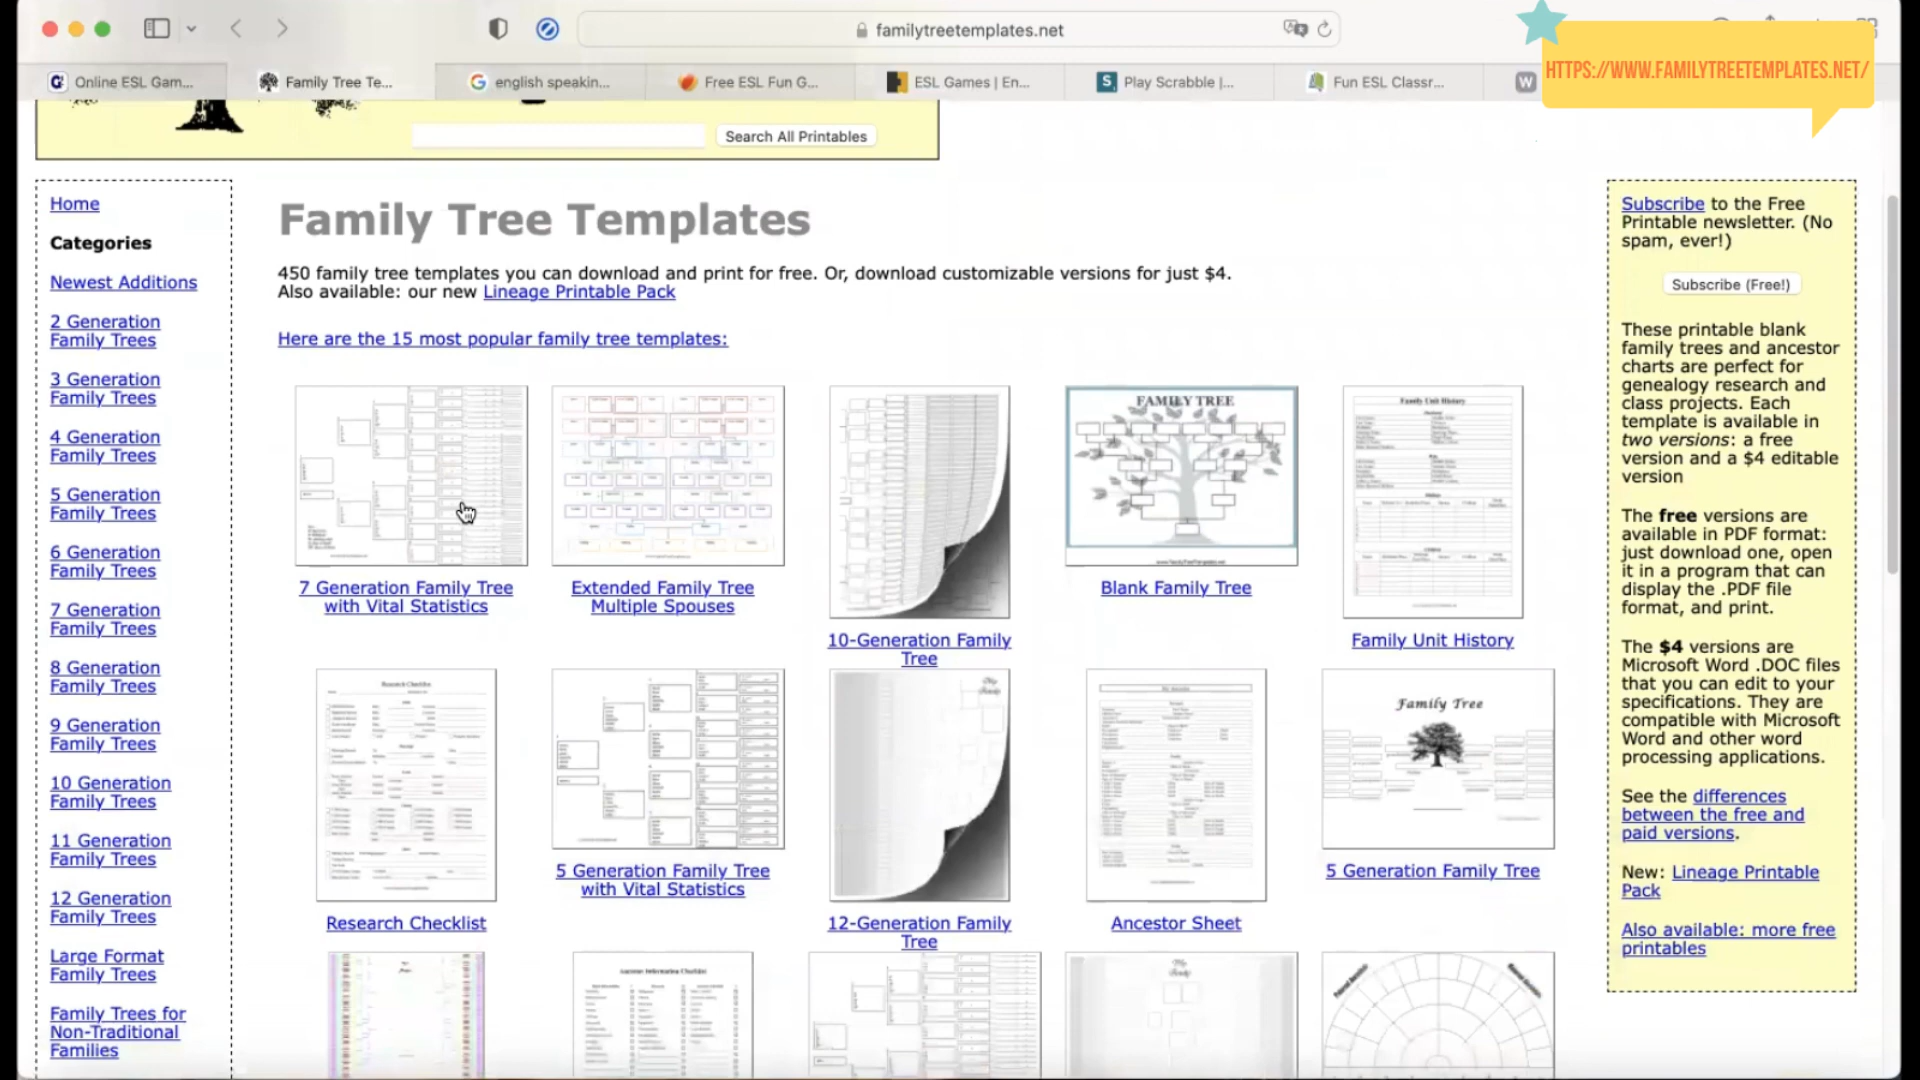 familytreetemplates.net
HTTPS://WWW.FAMILYTREETEMPLATES.NET/
Online ESL Gam...
Family Tree Te...
english speakin...
Free ESL Fun G...
ESL Games | En...
Play Scrabble |...
Fun ESL Classr...
W
Search All Printables
Home
Categories
Newest Additions
2 Generation
Family Trees
3 Generation
Family Trees
4 Generation
Family Trees
5 Generation
Family Trees
6 Generation
Family Trees
7 Generation
Family Trees
8 Generation
Family Trees
9 Generation
Family Trees
10 Generation
Family Trees
11 Generation
Family Trees
12 Generation
Family Trees
Large Format
Family Trees
Family Trees for
Non-Traditional
Families
Family Tree Templates
450 family tree templates you can download and print for free. Or, download customizable versions for just $4.
Also available: our new Lineage Printable Pack
Here are the 15 most popular family tree templates:
FAMILY TREE
www.FamilyTreeTemplates.net
Family Unit History
7 Generation Family Tree
with Vital Statistics
Extended Family Tree
Multiple Spouses
10-Generation Family
Tree
Blank Family Tree
Family Unit History
Research Checklist
My Family
Family Tree
Research Checklist
5 Generation Family Tree
with Vital Statistics
12-Generation Family
Tree
Ancestor Sheet
5 Generation Family Tree
Ancestor Information Checklist
Subscribe to the Free
Printable newsletter. (No
spam, ever!)
Subscribe (Free!)
These printable blank
family trees and ancestor
charts are perfect for
genealogy research and
class projects. Each
template is available in
two versions: a free
version and a $4 editable
version
The free versions are
available in PDF format:
just download one, open
it in a program that can
display the .PDF file
format, and print.
The $4 versions are
Microsoft Word .DOC files
that you can edit to your
specifications. They are
compatible with Microsoft
Word and other word
processing applications.
See the differences
between the free and
paid versions.
New: Lineage Printable
Pack
Also available: more free
printables